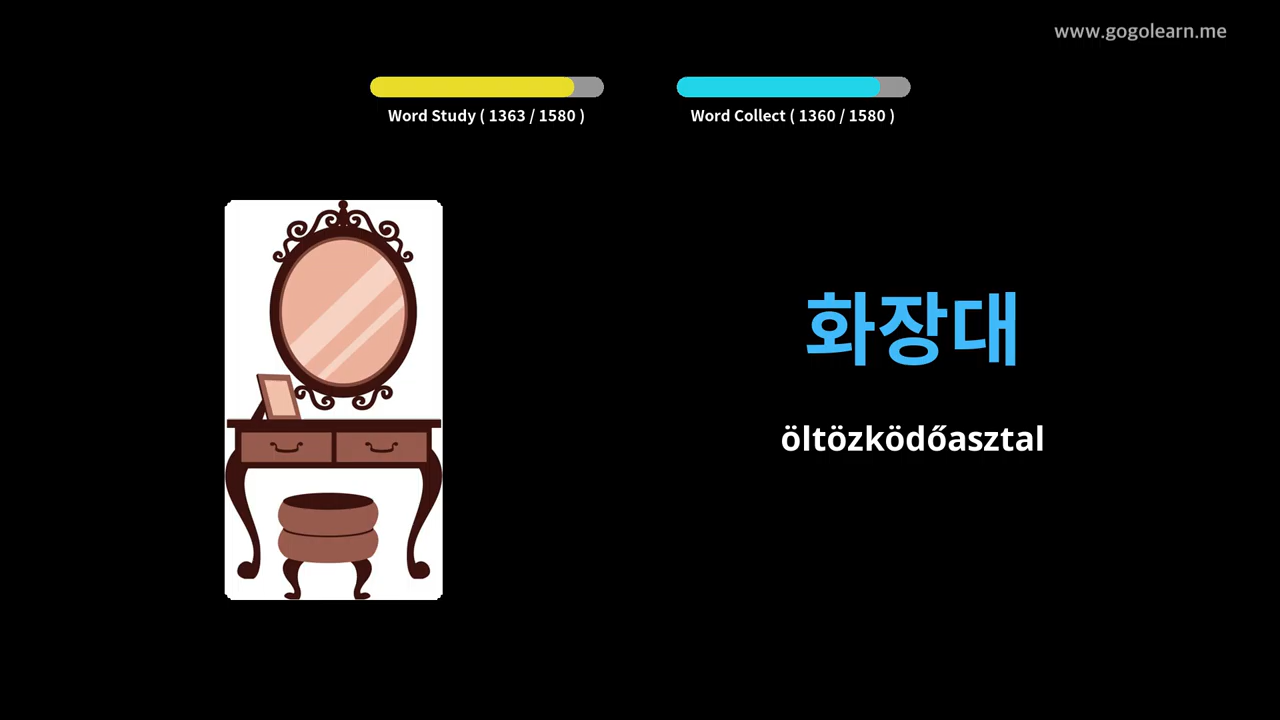 www.gogolearn.me
Word Study ( 1363 / 1580 )
Word Collect ( 1360 / 1580 )
화장대
öltözködőasztal